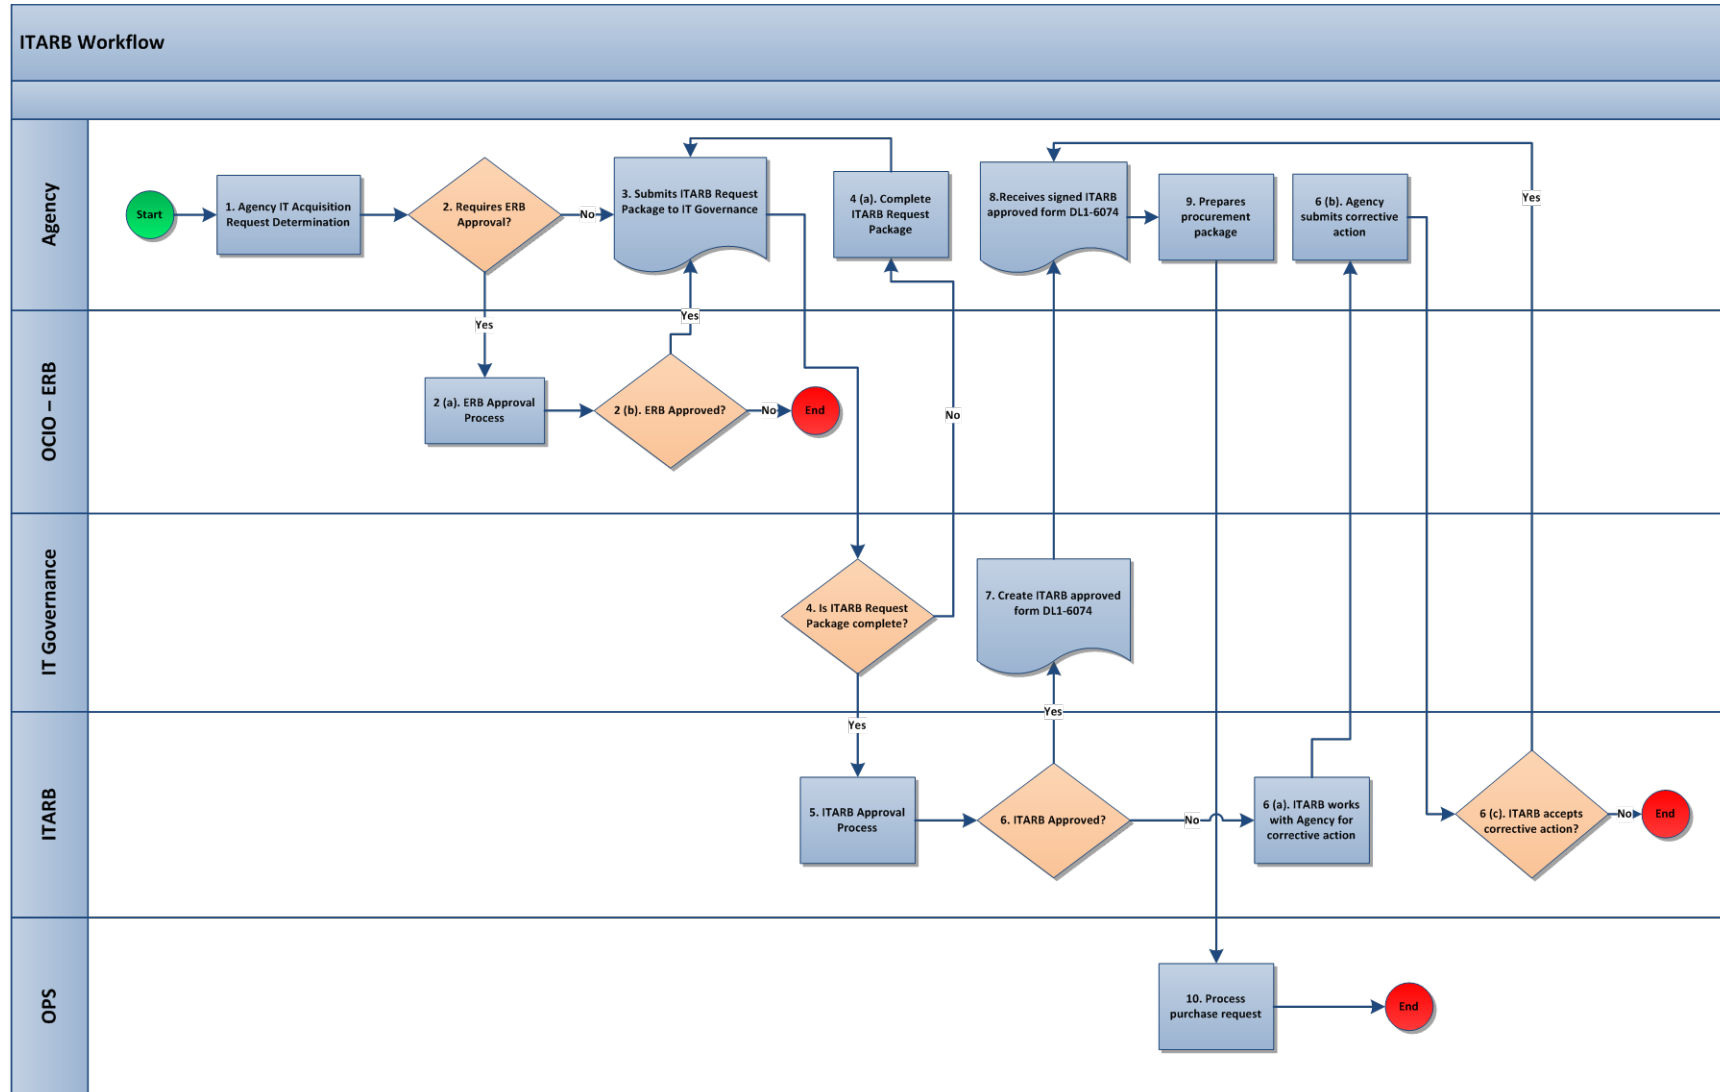 ITARB Workflow
Agency
Start
1. Agency IT Acquisition
Request Determination
2. Requires ERB
Approval?
No
3. Submits ITARB Request
Package to IT Governance
4 (a). Complete
ITARB Request
Package
8.Receives signed ITARB
approved form DL1-6074
9. Prepares
procurement
package
6 (b). Agency
submits corrective
action
Yes
OCIO – ERB
Yes
2 (a). ERB Approval
Process
2 (b). ERB Approved?
Yes
No
End
No
IT Governance
4. Is ITARB Request
Package complete?
7. Create ITARB approved
form DL1-6074
ITARB
Yes
5. ITARB Approval
Process
Yes
6. ITARB Approved?
No
6 (a). ITARB works
with Agency for
corrective action
6 (c). ITARB accepts
corrective action?
No
End
OPS
10. Process
purchase request
End